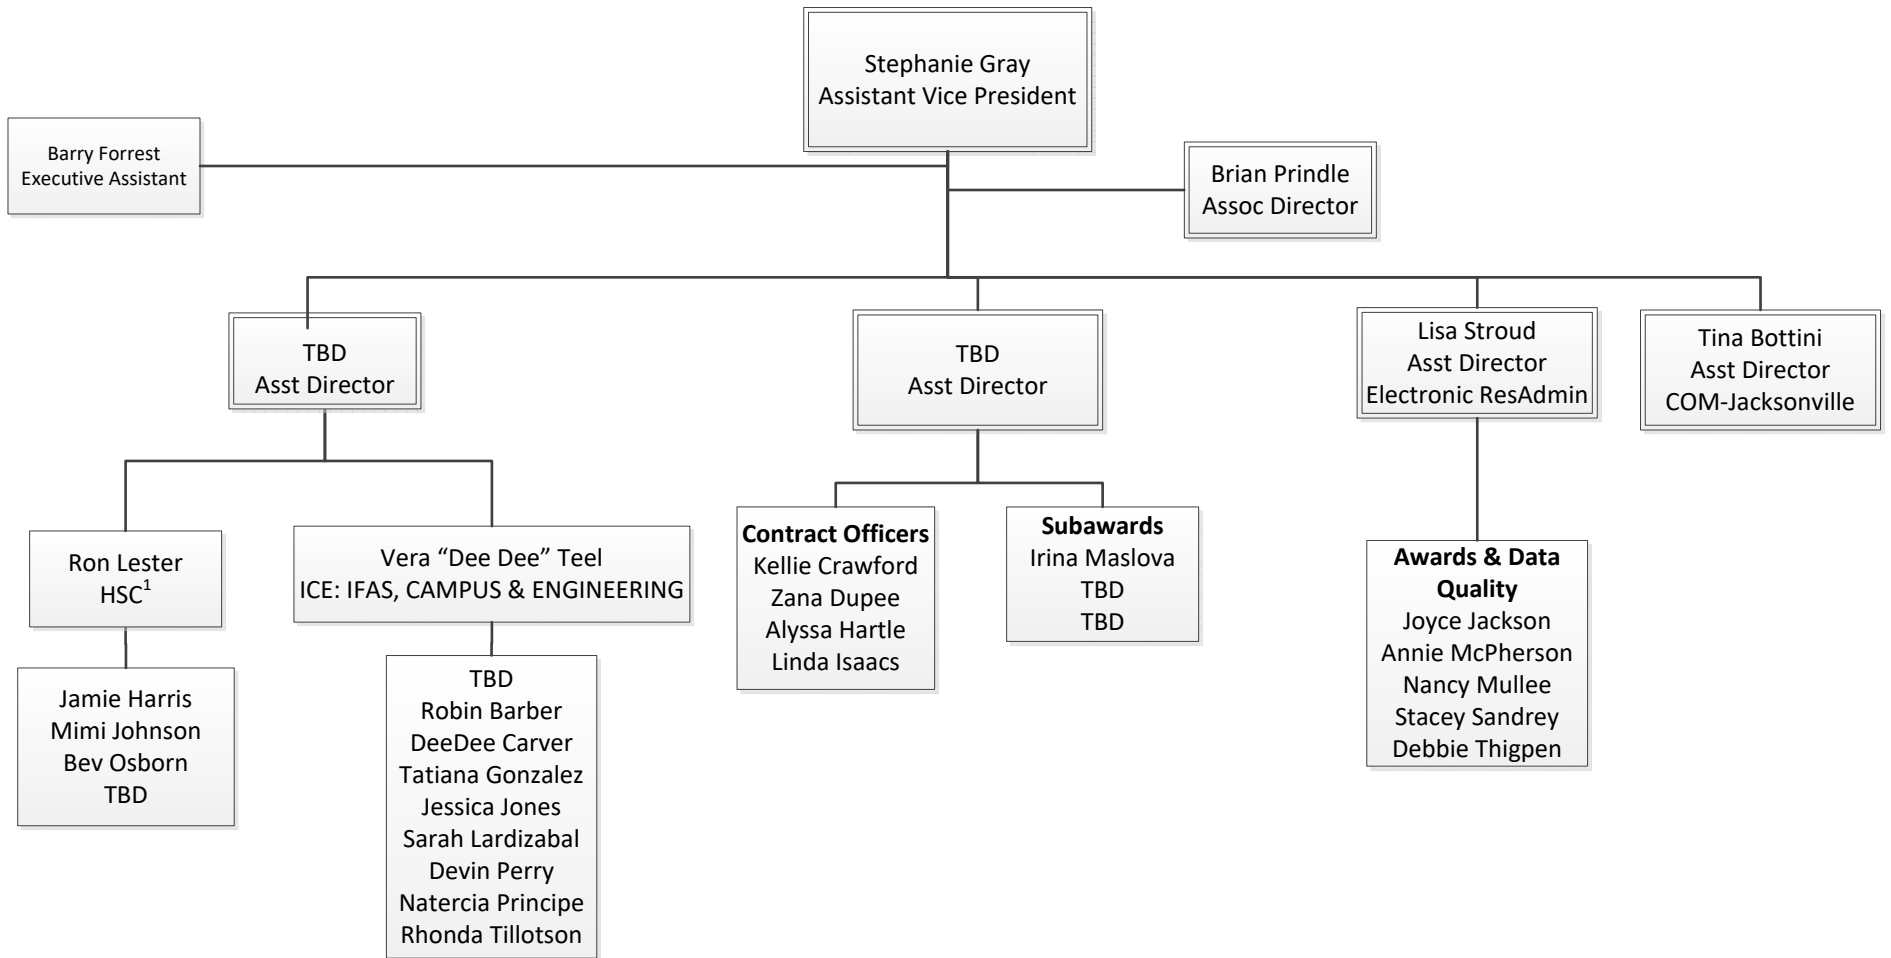 Stephanie Gray
Assistant Vice President
Barry Forrest
Executive Assistant
Brian Prindle
Assoc Director
TBD
Asst Director
TBD
Asst Director
Lisa Stroud
Asst Director
Electronic ResAdmin
Tina Bottini
Asst Director
COM-Jacksonville
Ron Lester
HSC¹
Vera “Dee Dee” Teel
ICE: IFAS, CAMPUS & ENGINEERING
Jamie Harris
Mimi Johnson
Bev Osborn
TBD
TBD
Robin Barber
DeeDee Carver
Tatiana Gonzalez
Jessica Jones
Sarah Lardizabal
Devin Perry
Natercia Principe
Rhonda Tillotson
Contract Officers
Kellie Crawford
Zana Dupee
Alyssa Hartle
Linda Isaacs
Subawards
Irina Maslova
TBD
TBD
Awards & Data
Quality
Joyce Jackson
Annie McPherson
Nancy Mullee
Stacey Sandrey
Debbie Thigpen